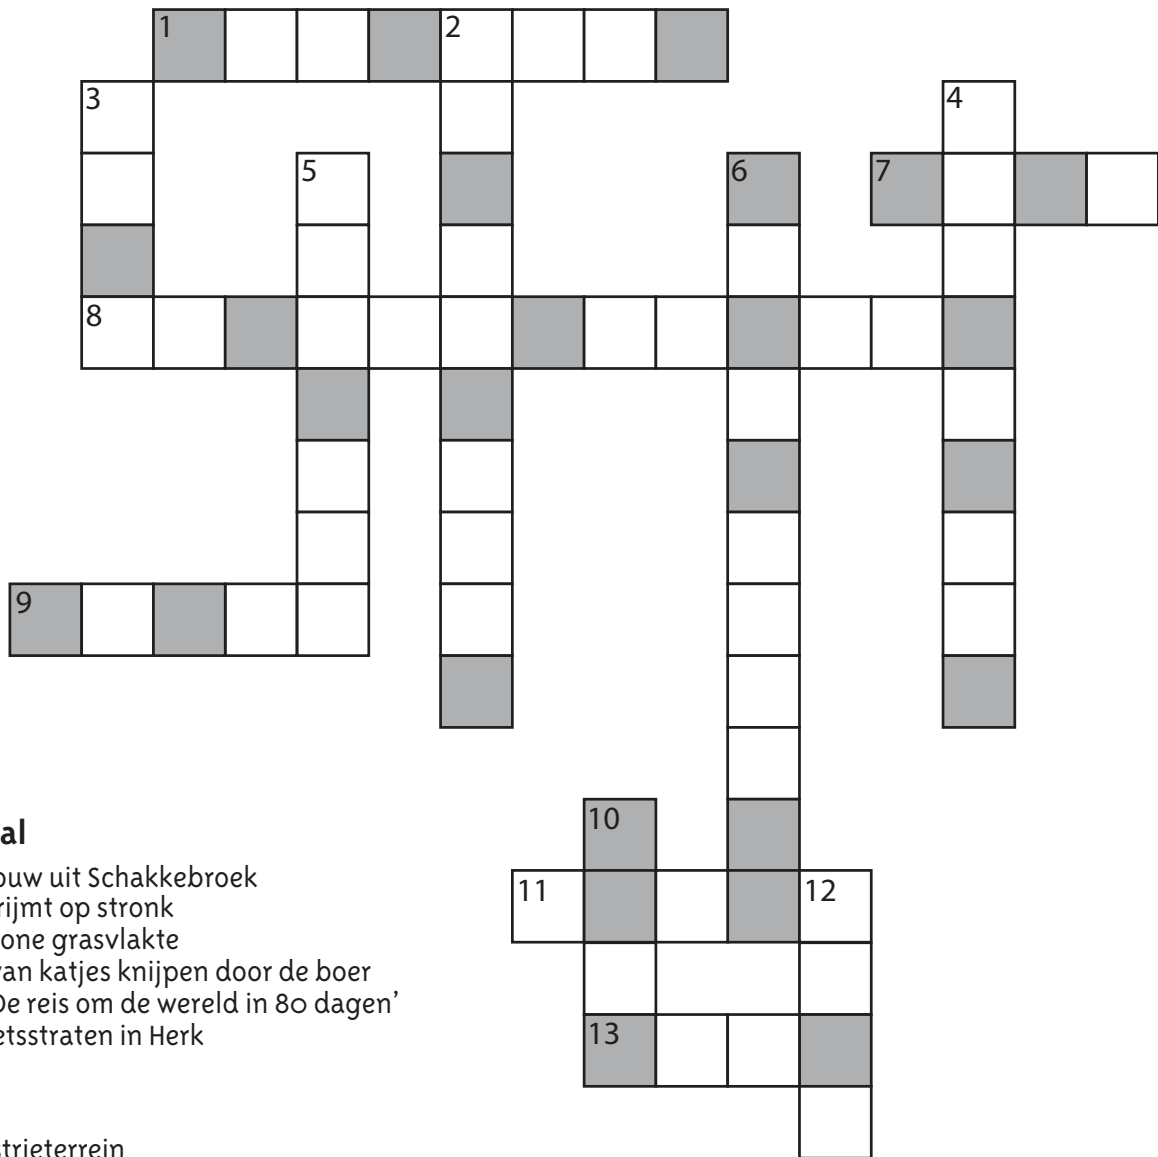 1 2
3 4
5 6 7
8
9
10
11 12
13
al
ouw uit Schakkebroek
rijmt op stronk
one grasvlakte
van katjes knijpen door de boer
De reis om de wereld in 80 dagen’
etsstraten in Herk
strieterrein